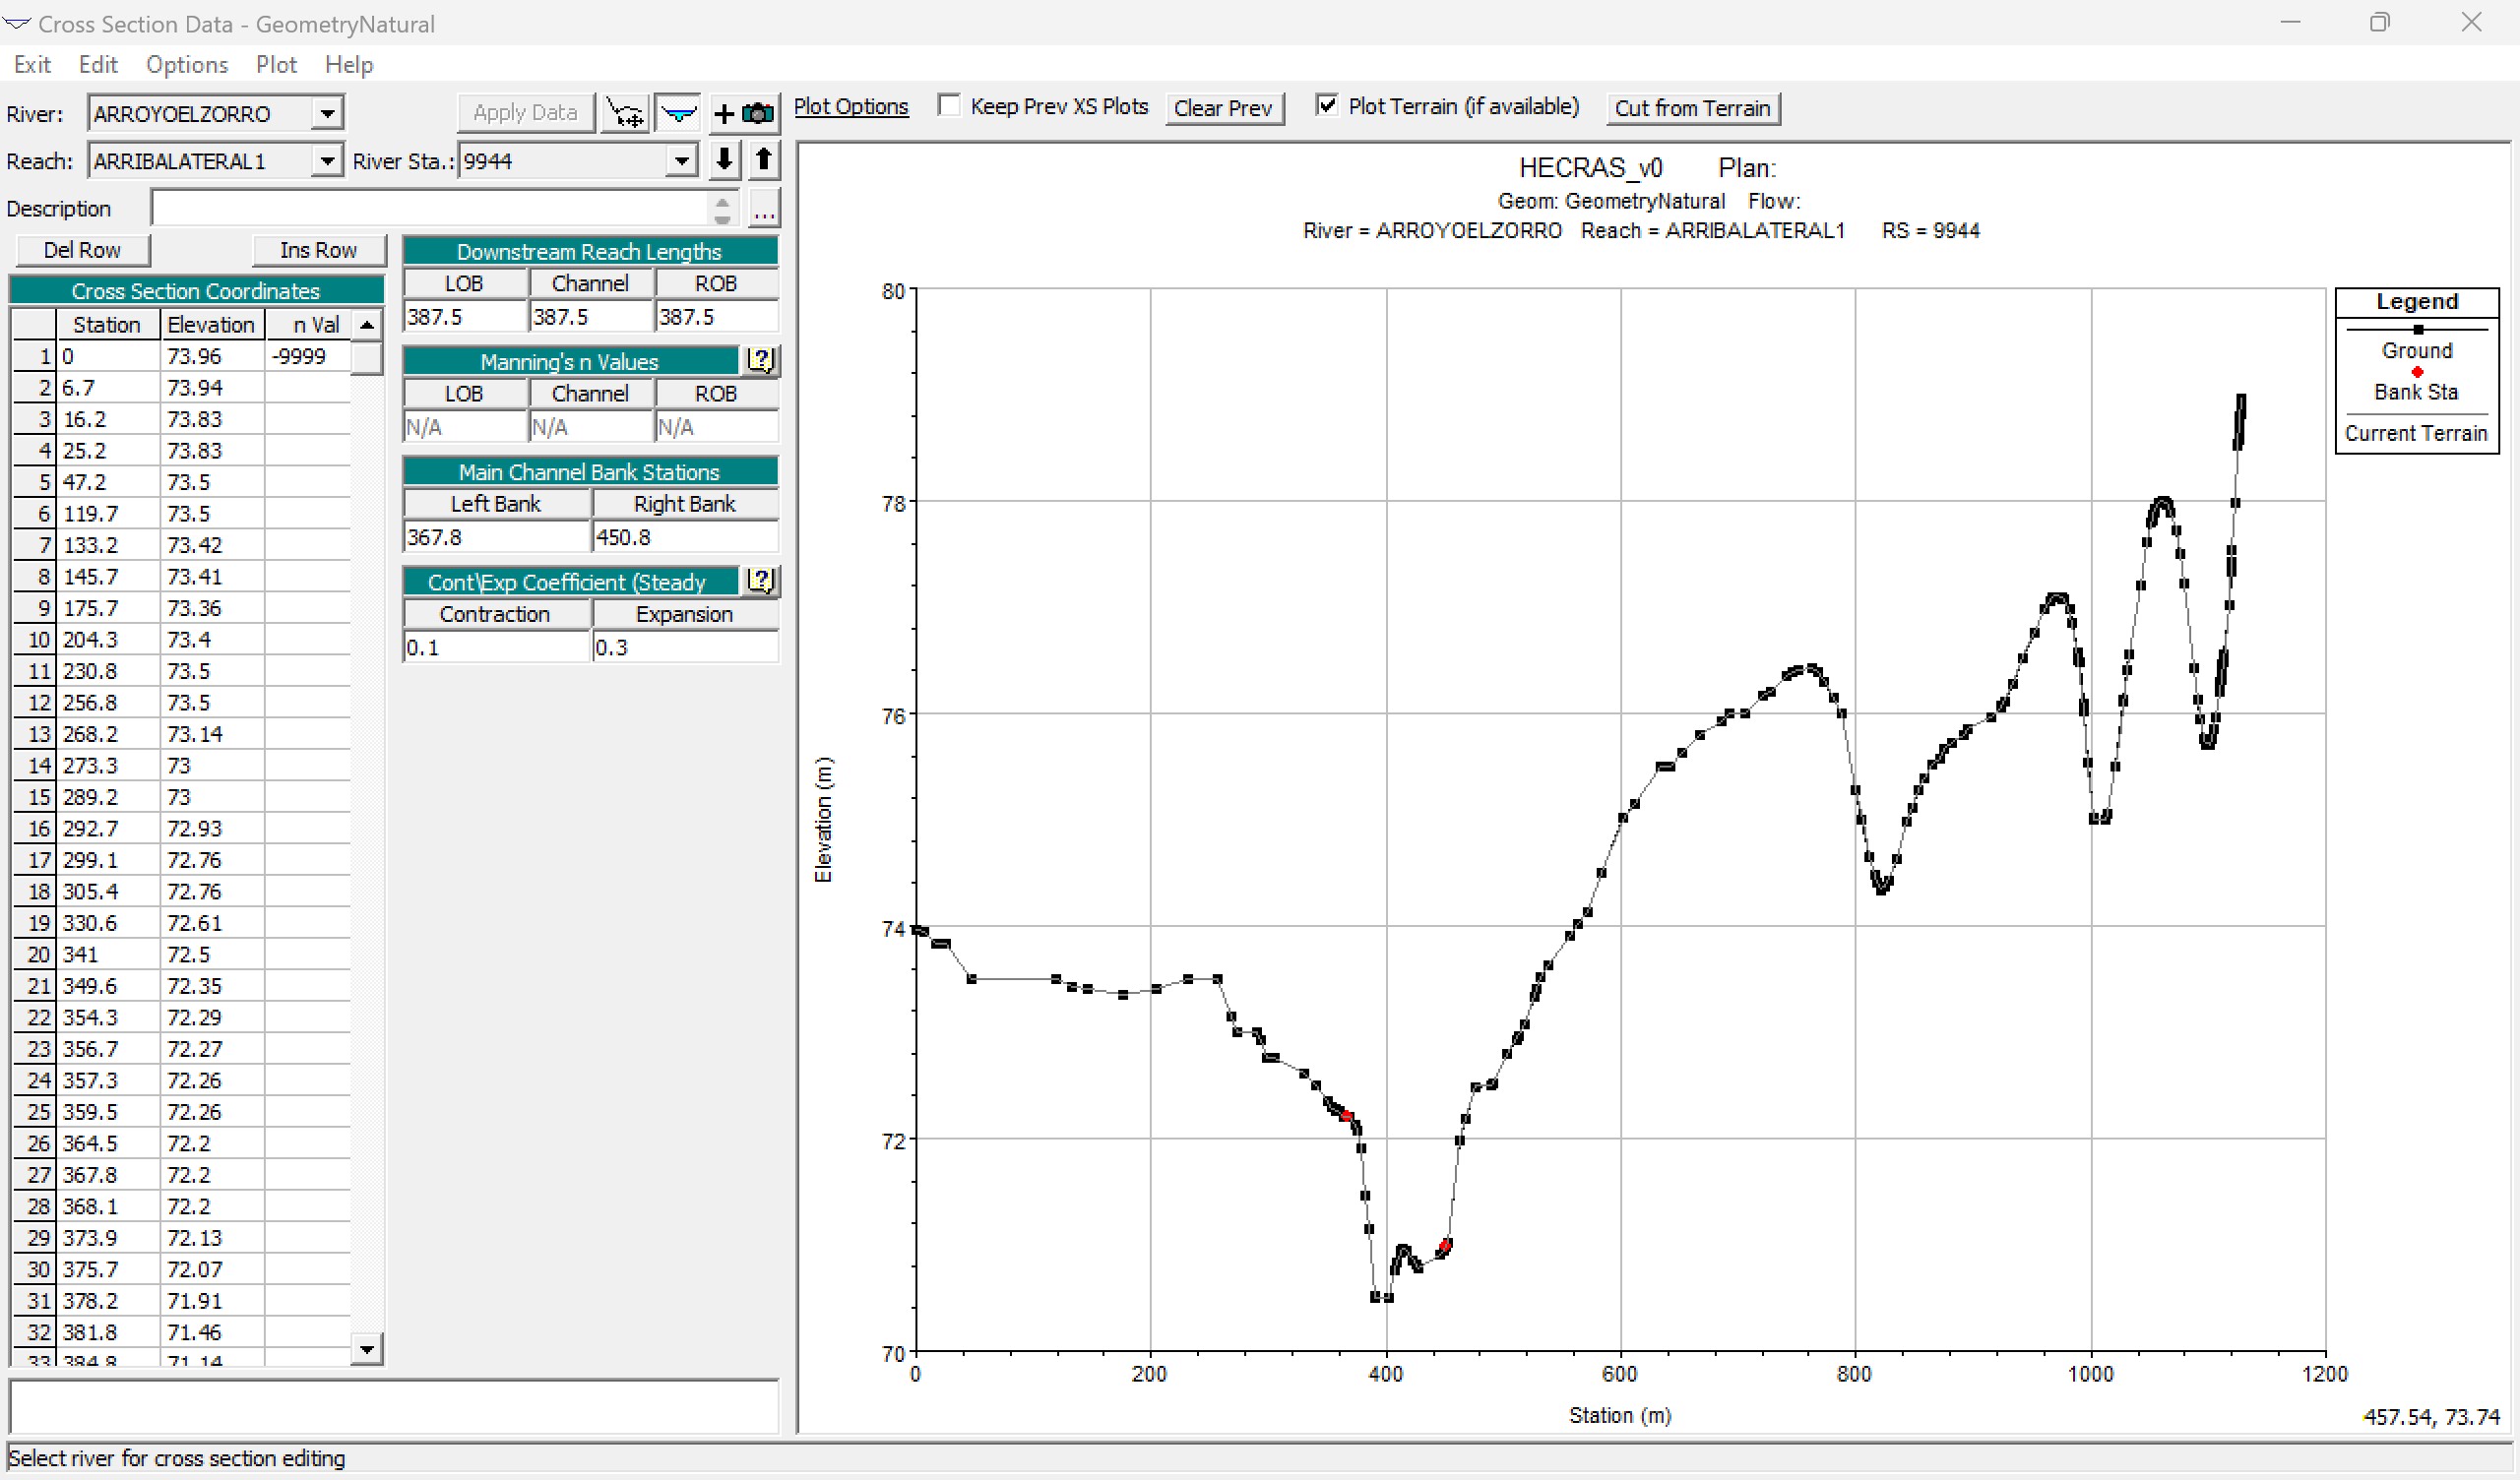 Cross Section Data - GeometryNatural
Exit Edit Options Plot Help
River: ARROYOELZORRO Apply Data
Plot Options Keep Prev XS Plots Clear Prev Plot Terrain (if available) Cut from Terrain
Reach: ARRIBALATERAL1 River Sta.: 9944
Description ...
Del Row Ins Row
Cross Section Coordinates
Station Elevation n Val
1 0 73.96 -9999
2 6.7 73.94
3 16.2 73.83
4 25.2 73.83
5 47.2 73.5
6 119.7 73.5
7 133.2 73.42
8 145.7 73.41
9 175.7 73.36
10 204.3 73.4
11 230.8 73.5
12 256.8 73.5
13 268.2 73.14
14 273.3 73
15 289.2 73
16 292.7 72.93
17 299.1 72.76
18 305.4 72.76
19 330.6 72.61
20 341 72.5
21 349.6 72.35
22 354.3 72.29
23 356.7 72.27
24 357.3 72.26
25 359.5 72.26
26 364.5 72.2
27 367.8 72.2
28 368.1 72.2
29 373.9 72.13
30 375.7 72.07
31 378.2 71.91
32 381.8 71.46
33 384.8 71.14
Downstream Reach Lengths
LOB Channel ROB
387.5 387.5 387.5
Manning's n Values
LOB Channel ROB
N/A N/A N/A
Main Channel Bank Stations
Left Bank Right Bank
367.8 450.8
Cont\Exp Coefficient (Steady
Contraction Expansion
0.1 0.3
HECRAS_v0 Plan:
Geom: GeometryNatural Flow:
River = ARROYOELZORRO Reach = ARRIBALATERAL1 RS = 9944
80
78
76
74
72
70
Elevation (m)
0 200 400 600 800 1000 1200
Station (m)
Legend
Ground
Bank Sta
Current Terrain
457.54, 73.74
Select river for cross section editing